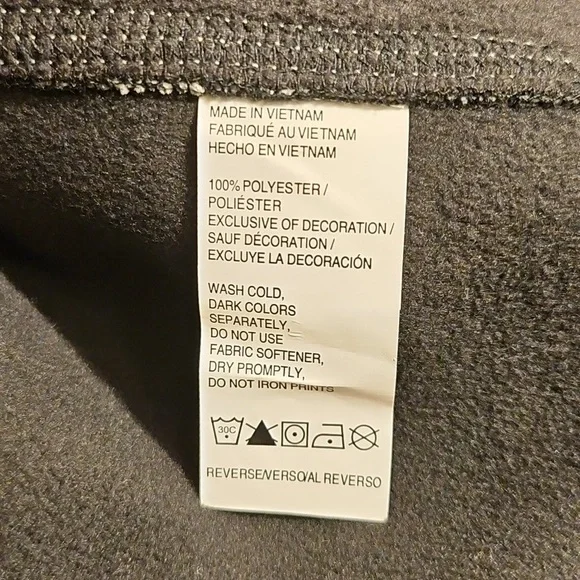 MADE IN VIETNAM
FABRIQUÉ AU VIETNAM
HECHO EN VIETNAM
100% POLYESTER /
POLIÉSTER
EXCLUSIVE OF DECORATION /
SAUF DÉCORATION /
EXCLUYE LA DECORACIÓN
WASH COLD,
DARK COLORS
SEPARATELY,
DO NOT USE
FABRIC SOFTENER,
DRY PROMPTLY,
DO NOT IRON PRINTS
30C
REVERSE/VERSO/AL REVERSO